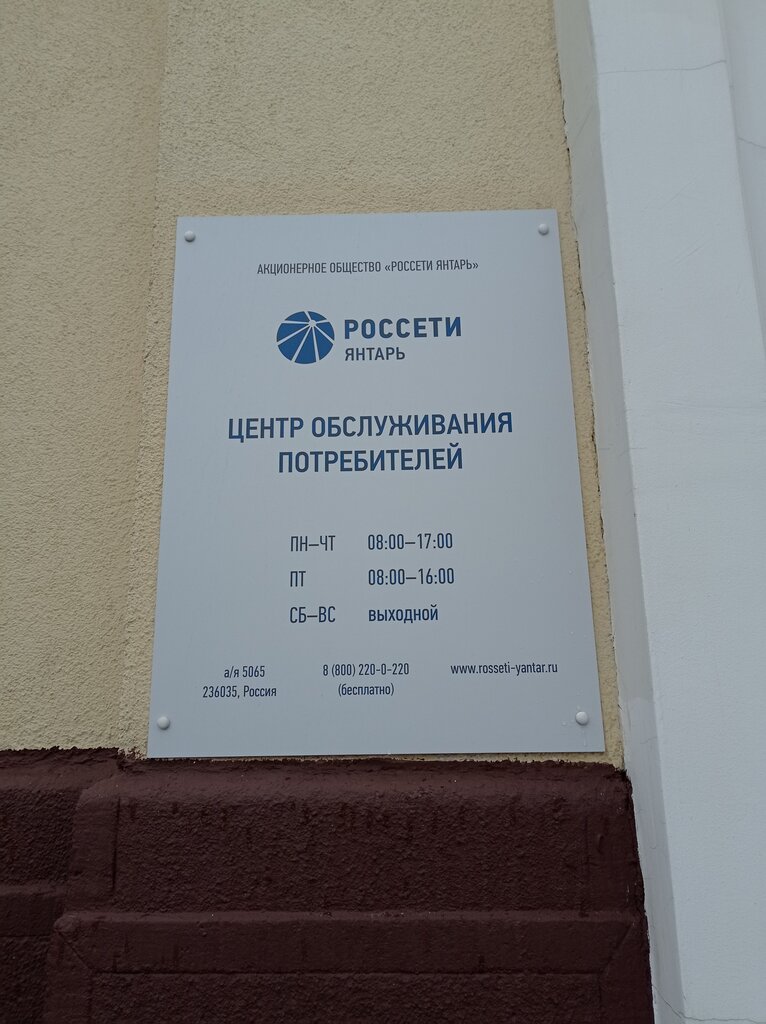 АКЦИОНЕРНОЕ ОБЩЕСТВО «РОССЕТИ ЯНТАРЬ»
РОССЕТИ
ЯНТАРЬ
ЦЕНТР ОБСЛУЖИВАНИЯ
ПОТРЕБИТЕЛЕЙ
ПН–ЧТ 08:00–17:00
ПТ 08:00–16:00
СБ–ВС выходной
а/я 5065 8 (800) 220-0-220 www.rosseti-yantar.ru
236035, Россия (бесплатно)